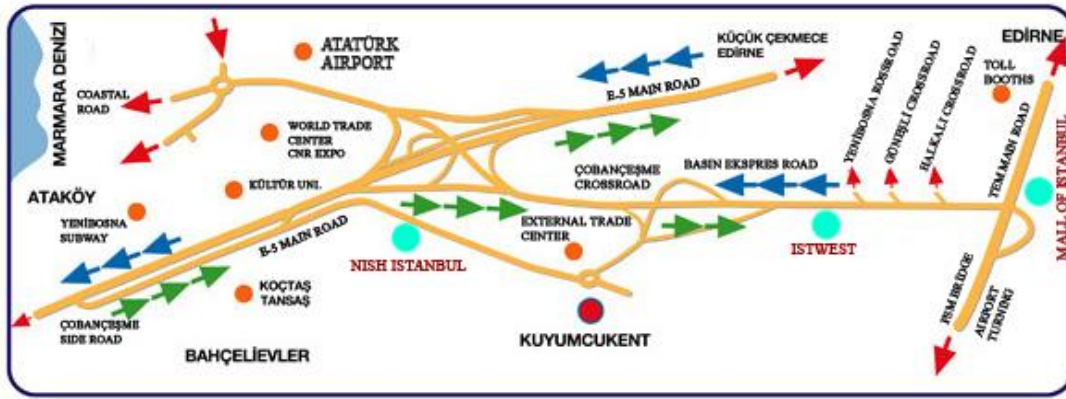 MARMARA DENİZİ
COASTAL
ROAD
ATATÜRK
AIRPORT
WORLD TRADE
CENTER
CNR EXPO
KÜLTÜR UNI.
ATAKÖY
YENİBOSNA
SUBWAY
E-5 MAIN ROAD
KOÇTAŞ
TANSAŞ
ÇOBANÇEŞME
SIDE ROAD
BAHÇELİEVLER
NISH ISTANBUL
KÜÇÜK ÇEKMECE
EDİRNE
E-5 MAIN ROAD
ÇOBANÇEŞME
CROSSROAD
BASIN EKSPRES ROAD
EXTERNAL TRADE
CENTER
KUYUMCUKENT
ISTWEST
YENİBOSNA ROSSROAD
GÜNEŞLİ CROSSROAD
HALKALI CROSSROAD
EDİRNE
TOLL
BOOTHS
TEM MAIN ROAD
MALL OF ISTANBUL
FSM BRIDGE
AIRPORT
TURNING